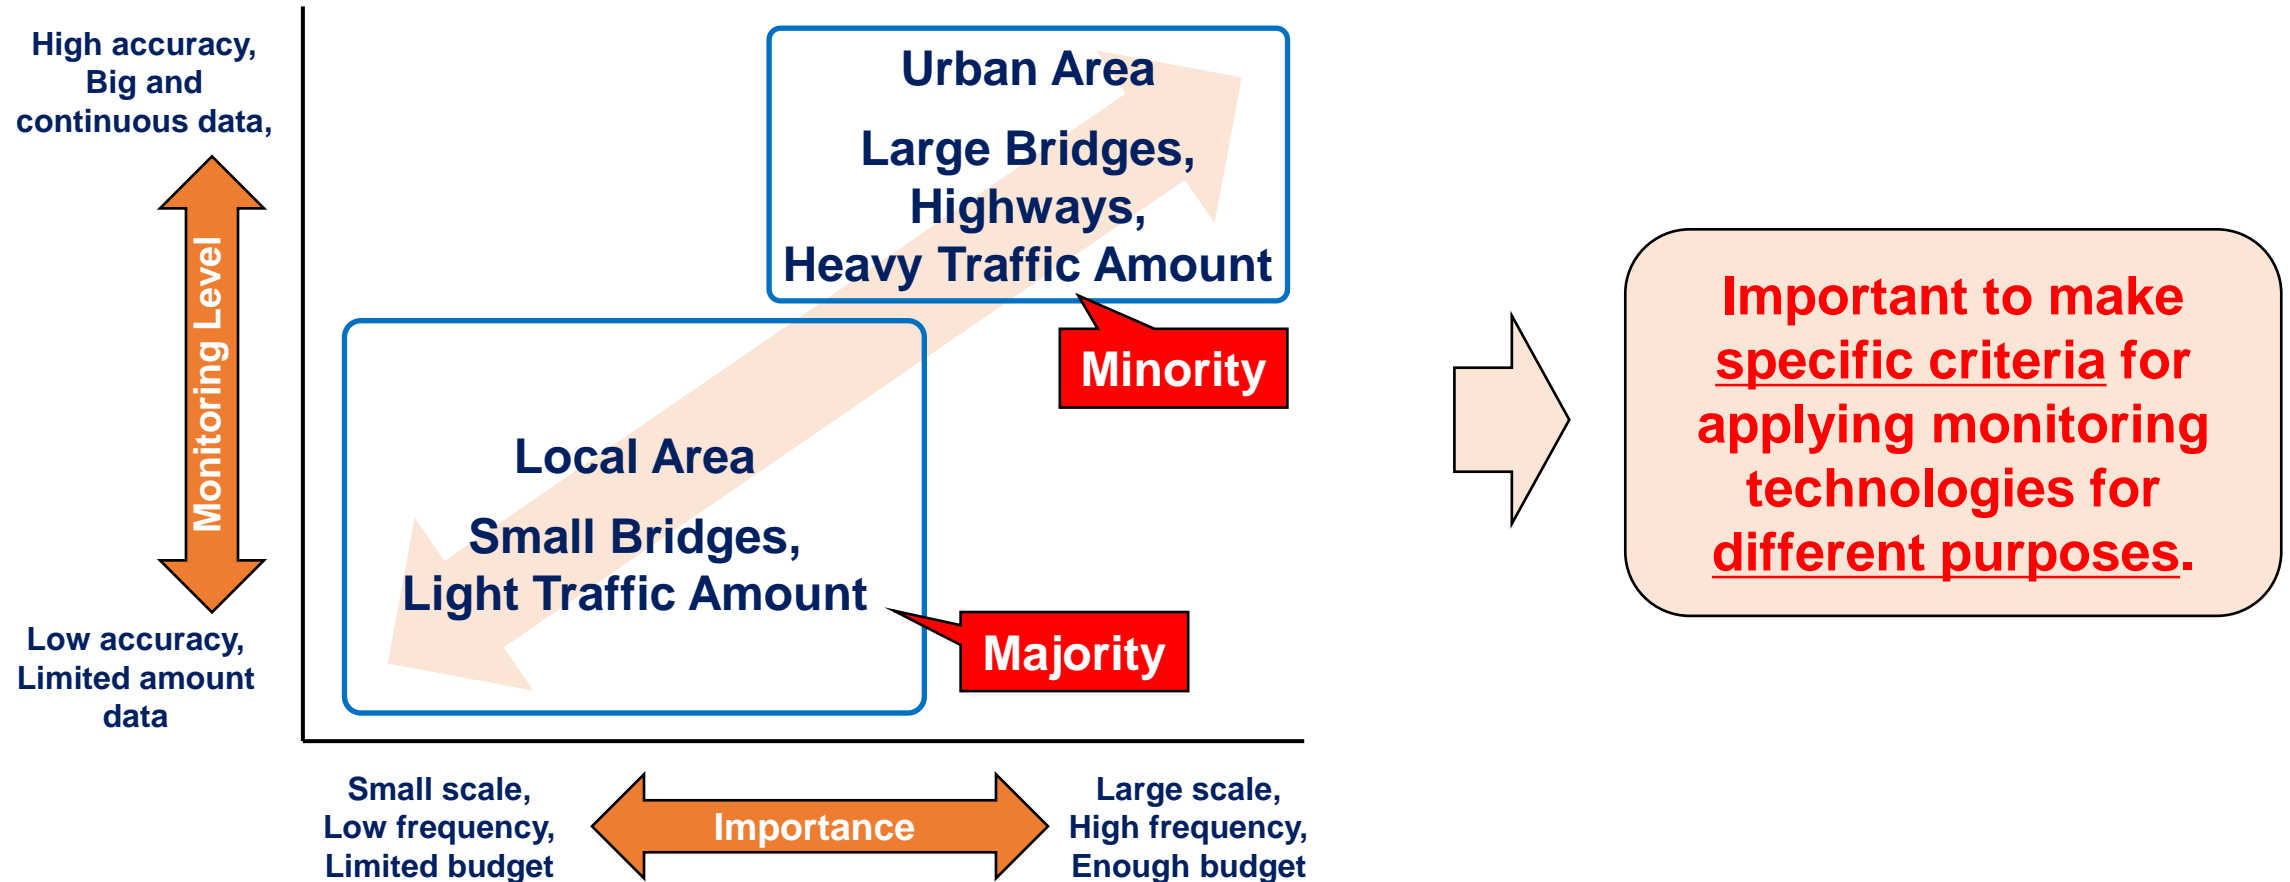 High accuracy,
Big and
continuous data,
Monitoring Level
Low accuracy,
Limited amount
data
Urban Area
Large Bridges,
Highways,
Heavy Traffic Amount
Minority
Local Area
Small Bridges,
Light Traffic Amount
Majority
Small scale,
Low frequency,
Limited budget
Importance
Large scale,
High frequency,
Enough budget
Important to make
specific criteria for
applying monitoring
technologies for
different purposes.